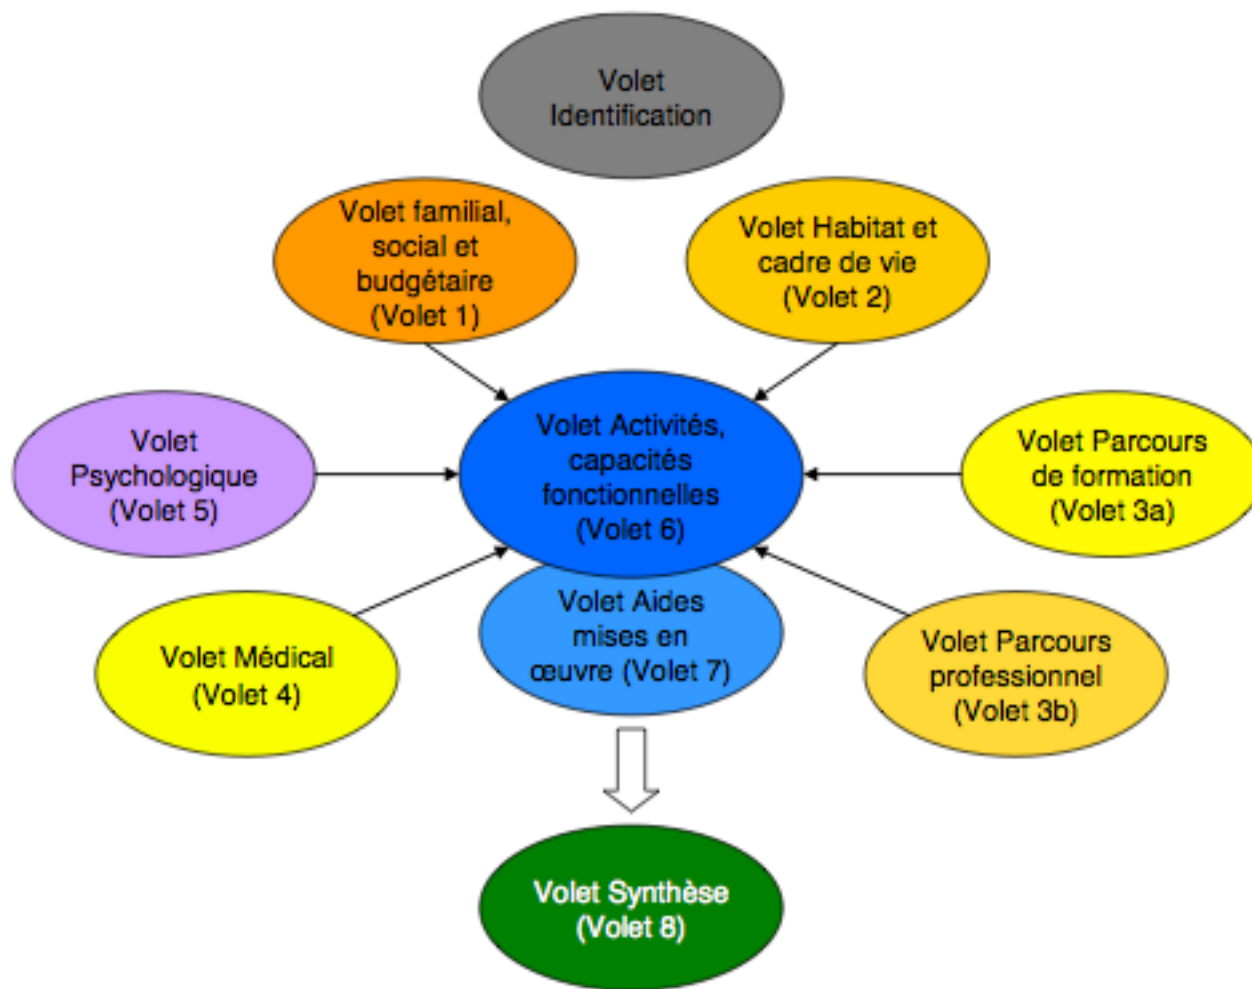 Volet
Identification
Volet familial,
social et
budgétaire
(Volet 1)
Volet Habitat et
cadre de vie
(Volet 2)
Volet
Psychologique
(Volet 5)
Volet Activités,
capacités
fonctionnelles
(Volet 6)
Volet Parcours
de formation
(Volet 3a)
Volet Médical
(Volet 4)
Volet Aides
mises en
œuvre (Volet 7)
Volet Parcours
professionnel
(Volet 3b)
Volet Synthèse
(Volet 8)